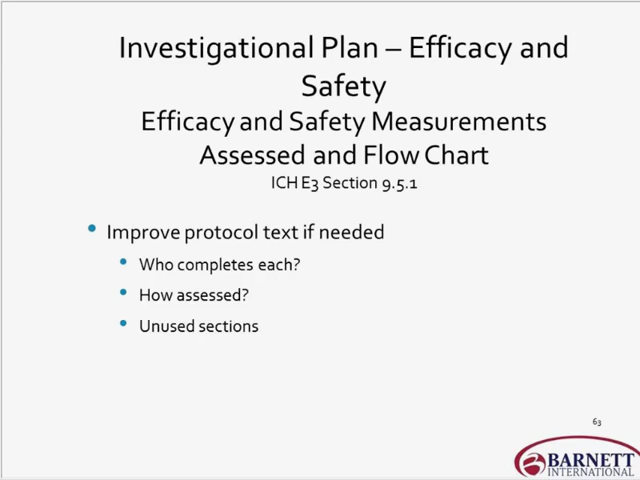 Investigational Plan – Efficacy and
Safety
Efficacy and Safety Measurements
Assessed and Flow Chart
ICH E3 Section 9.5.1
• Improve protocol text if needed
• Who completes each?
• How assessed?
• Unused sections
63
BARNETT
INTERNATIONAL